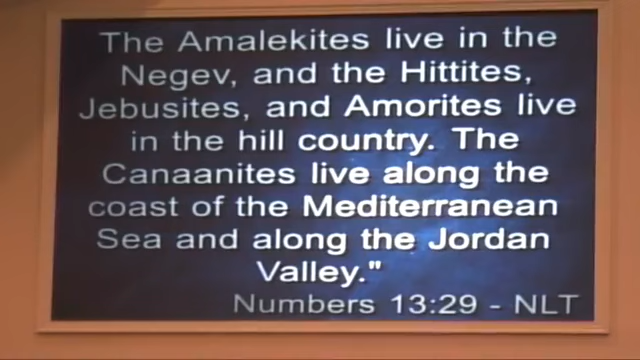 The Amalekites live in the
Negev, and the Hittites,
Jebusites, and Amorites live
in the hill country. The
Canaanites live along the
coast of the Mediterranean
Sea and along the Jordan
Valley."
Numbers 13:29 - NLT